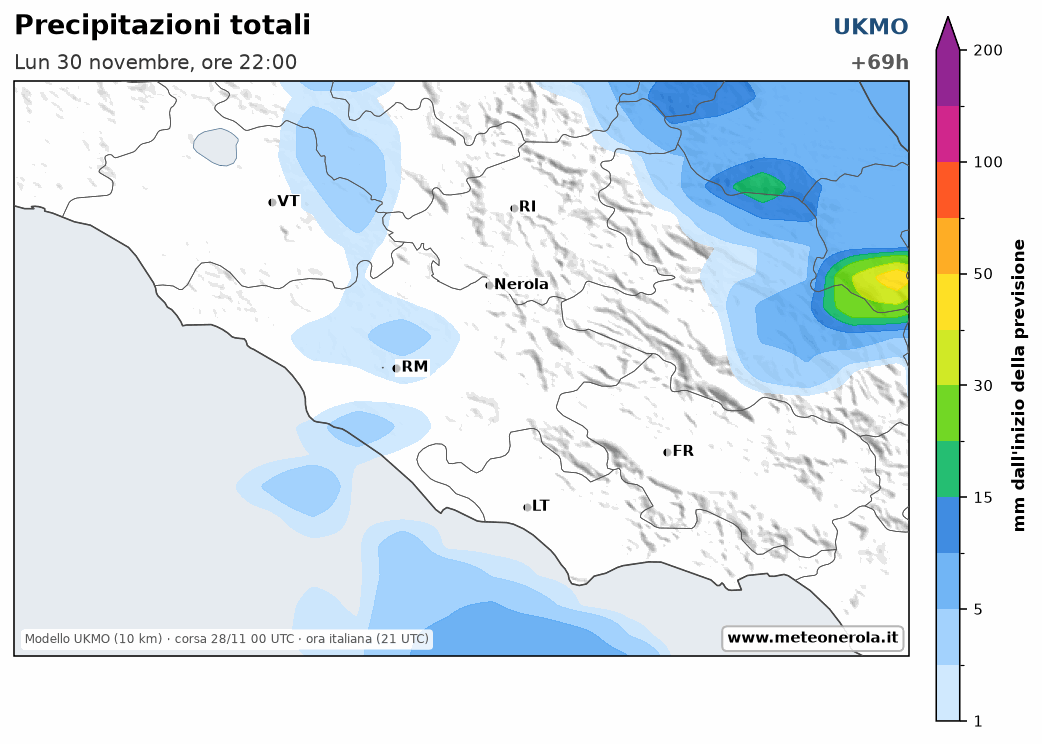 Precipitazioni totali
UKMO
Lun 30 novembre, ore 22:00
+69h
VT
RI
Nerola
RM
FR
LT
Modello UKMO (10 km) · corsa 28/11 00 UTC · ora italiana (21 UTC)
www.meteonerola.it
200
100
50
30
15
5
1
mm dall'inizio della previsione